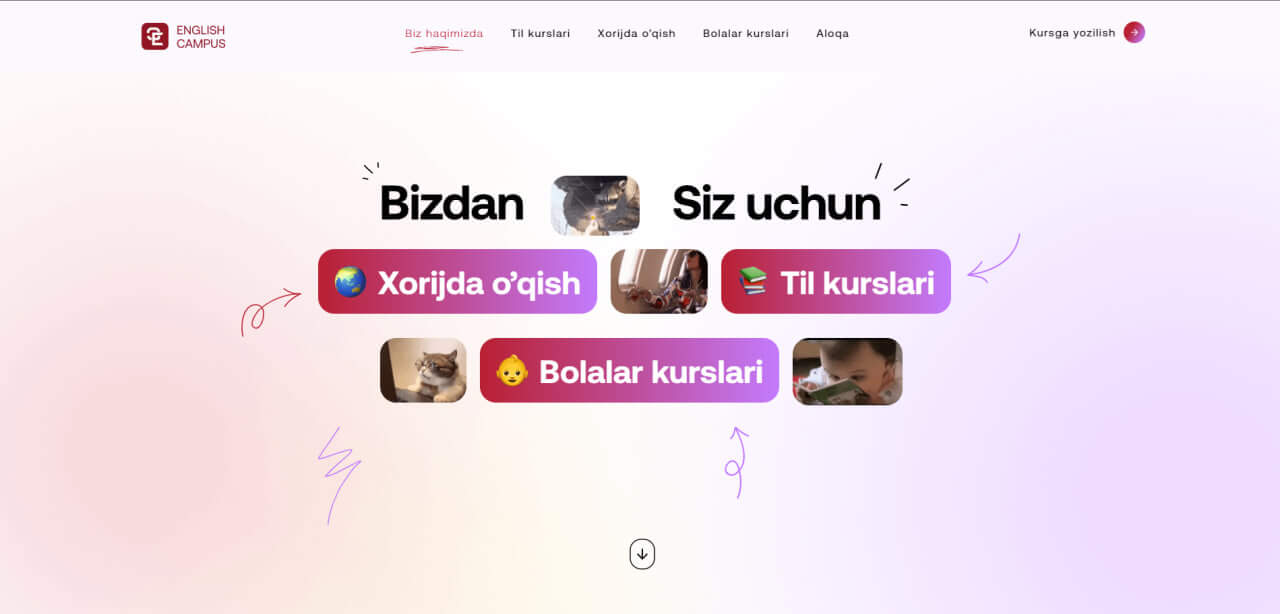 ENGLISH
CAMPUS
Biz haqimizda
Til kurslari
Xorijda o'qish
Bolalar kurslari
Aloqa
Kursga yozilish
Bizdan Siz uchun
Xorijda o’qish
Til kurslari
Bolalar kurslari